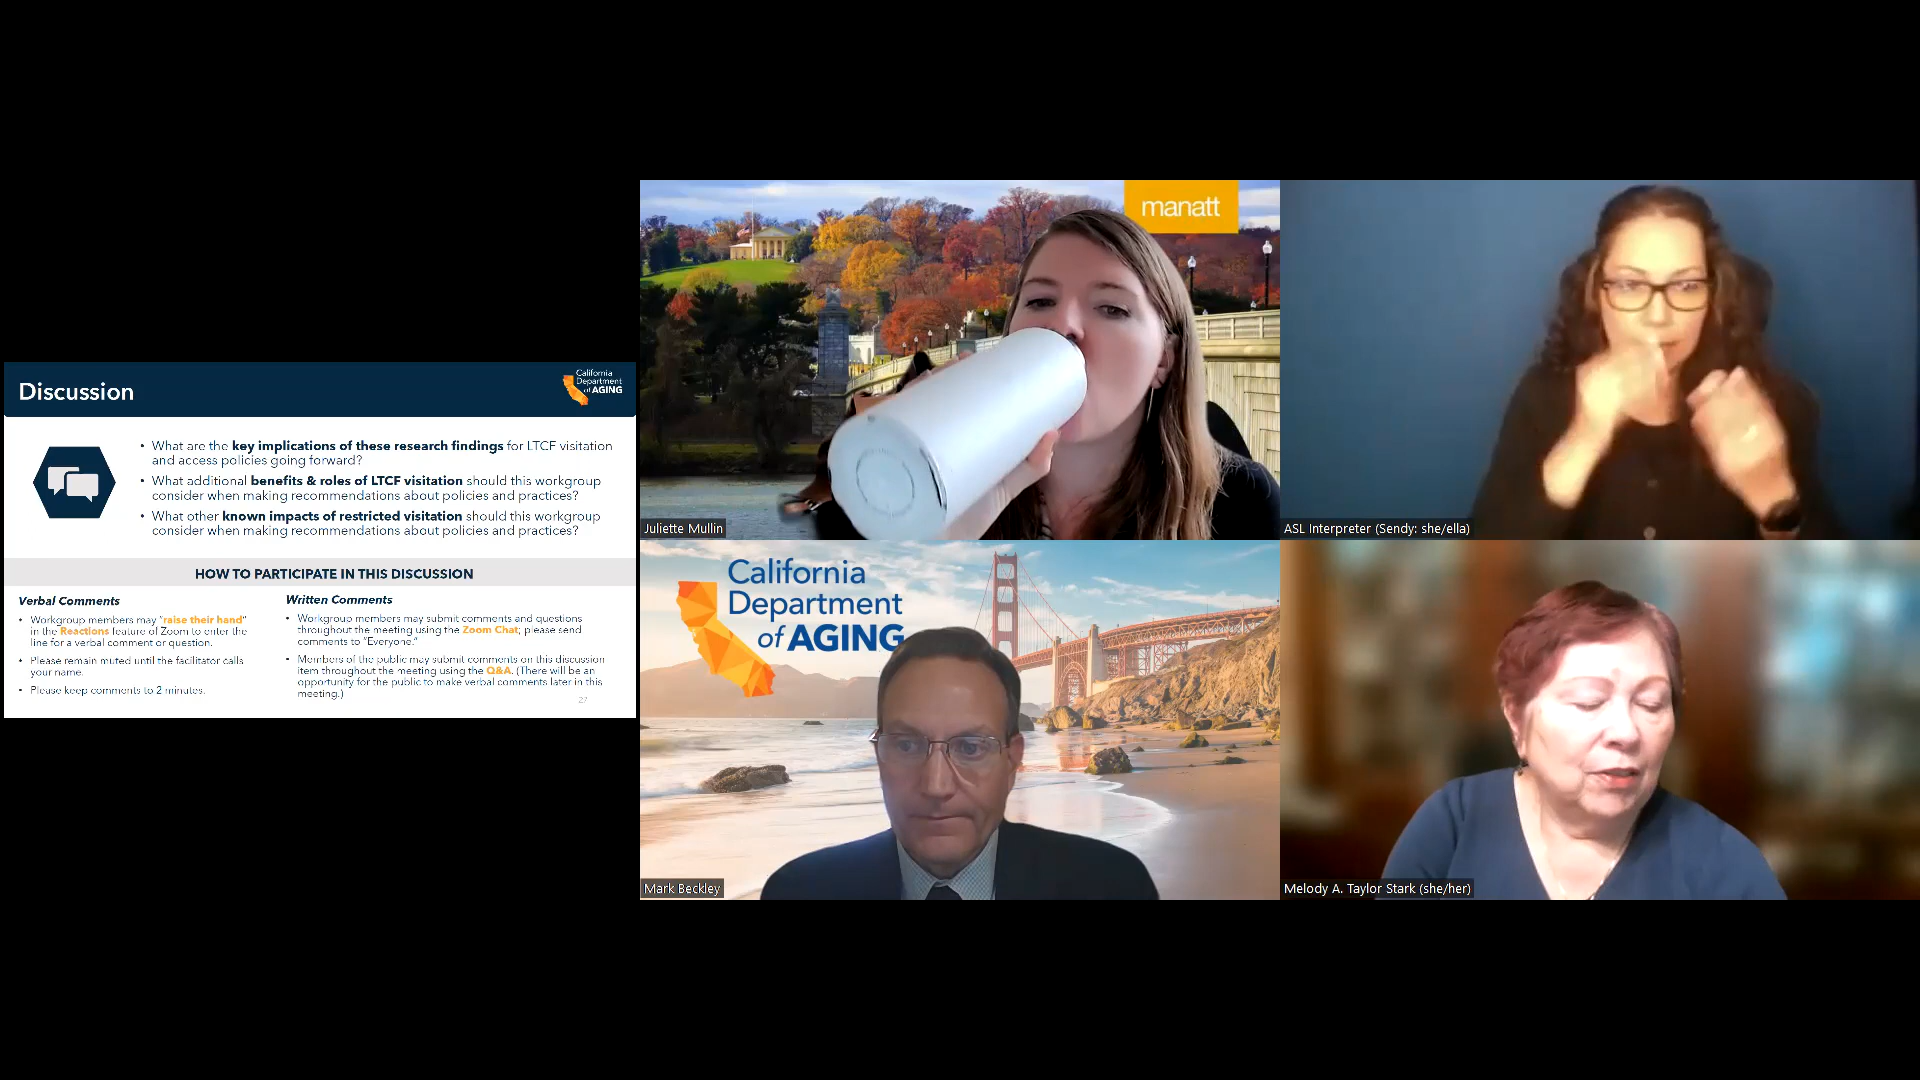 Discussion
California
Department
of AGING
• What are the key implications of these research findings for LTCF visitation
and access policies going forward?
• What additional benefits & roles of LTCF visitation should this workgroup
consider when making recommendations about policies and practices?
• What other known impacts of restricted visitation should this workgroup
consider when making recommendations about policies and practices?
HOW TO PARTICIPATE IN THIS DISCUSSION
Verbal Comments
• Workgroup members may "raise their hand"
in the Reactions feature of Zoom to enter the
line for a verbal comment or question.
• Please remain muted until the facilitator calls
your name.
• Please keep comments to 2 minutes.
Written Comments
• Workgroup members may submit comments and questions
throughout the meeting using the Zoom Chat; please send
comments to "Everyone."
• Members of the public may submit comments on this discussion
item throughout the meeting using the Q&A. (There will be an
opportunity for the public to make verbal comments later in this
meeting.)
27
manatt
Juliette Mullin
ASL Interpreter (Sendy: she/ella)
California
Department
of AGING
Mark Beckley
Melody A. Taylor Stark (she/her)